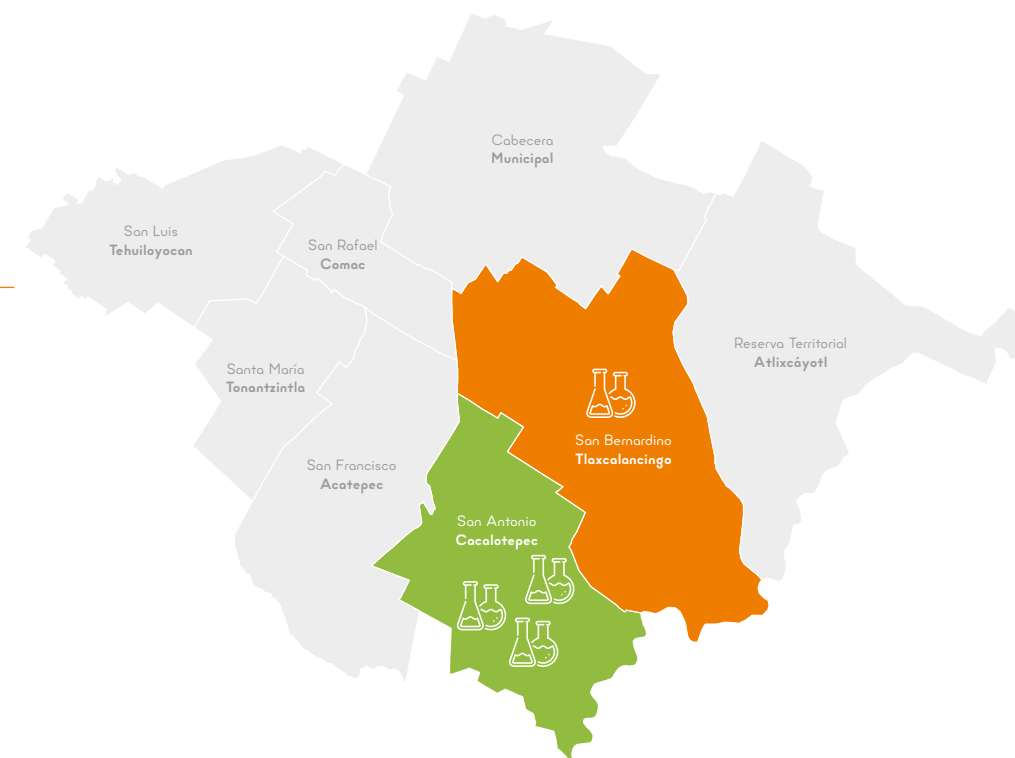 Cabecera
Municipal
San Luis
Tehuiloyocan
San Rafael
Comac
Reserva Territorial
Atlixcáyotl
Santa María
Tonantzintla
San Bernardino
Tlaxcalancingo
San Francisco
Acatepec
San Antonio
Cacalotepec